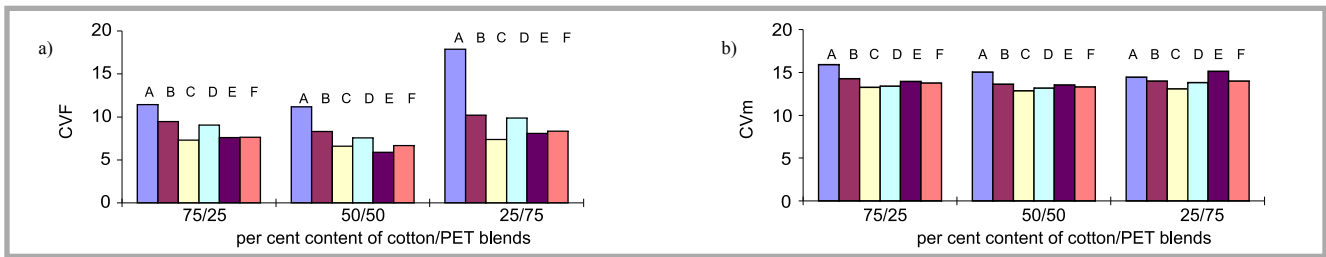 a)
CVF
20
15
10
5
0
A B C D E F
A B C D E F
A B C D E F
75/25 50/50 25/75
per cent content of cotton/PET blends
b)
CVm
20
15
10
5
0
A B C D E F
A B C D E F
A B C D E F
75/25 50/50 25/75
per cent content of cotton/PET blends